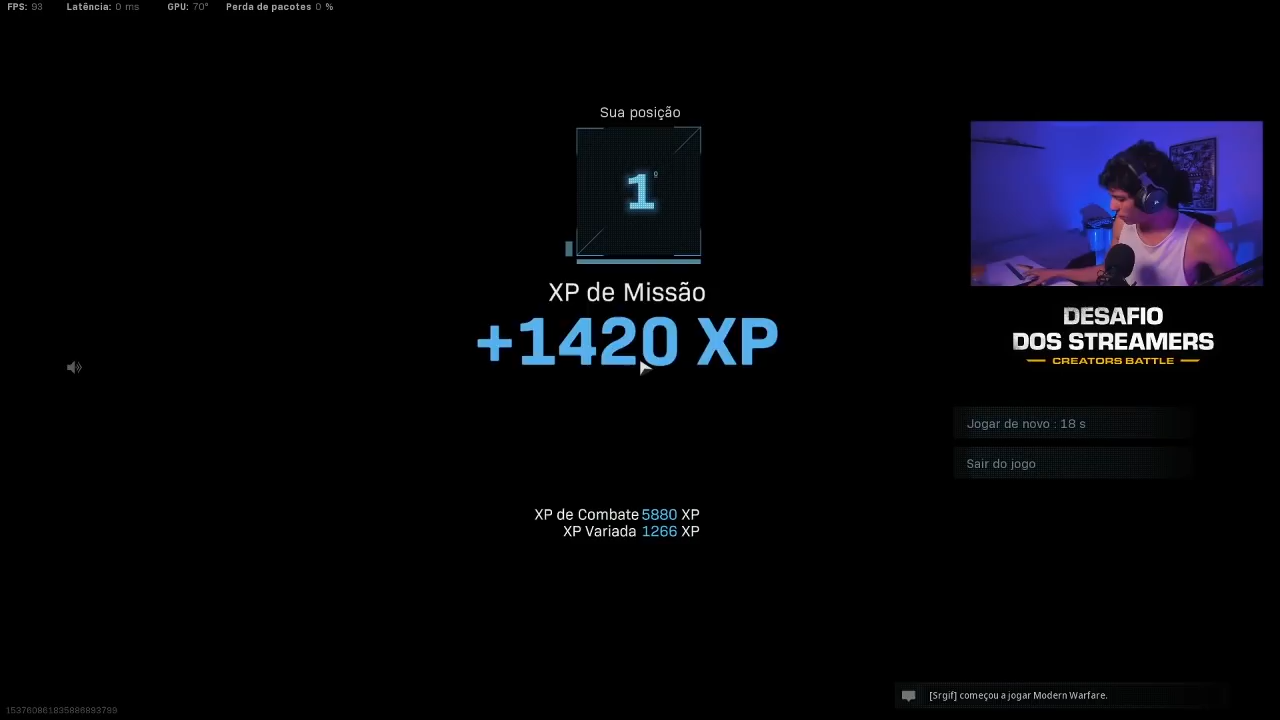 FPS: 93 Latência: 0 ms GPU: 70° Perda de pacotes 0 %
Sua posição
1º
XP de Missão
+1420 XP
DESAFIO
DOS STREAMERS
CREATORS BATTLE
Jogar de novo : 18 s
Sair do jogo
XP de Combate 5880 XP
XP Variada 1266 XP
[Srgif] começou a jogar Modern Warfare.